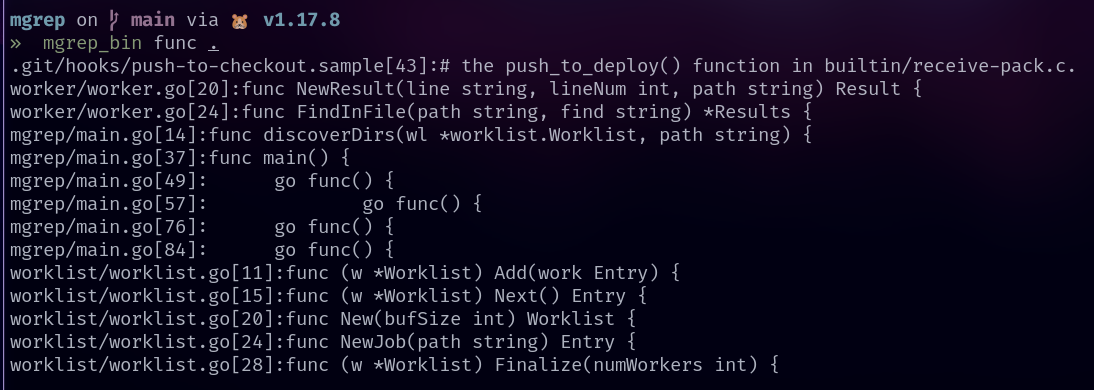 mgrep on main via 🐹 v1.17.8
» mgrep_bin func .
.git/hooks/push-to-checkout.sample[43]:# the push_to_deploy() function in builtin/receive-pack.c.
worker/worker.go[20]:func NewResult(line string, lineNum int, path string) Result {
worker/worker.go[24]:func FindInFile(path string, find string) *Results {
mgrep/main.go[14]:func discoverDirs(wl *worklist.Worklist, path string) {
mgrep/main.go[37]:func main() {
mgrep/main.go[49]:      go func() {
mgrep/main.go[57]:              go func() {
mgrep/main.go[76]:      go func() {
mgrep/main.go[84]:      go func() {
worklist/worklist.go[11]:func (w *Worklist) Add(work Entry) {
worklist/worklist.go[15]:func (w *Worklist) Next() Entry {
worklist/worklist.go[20]:func New(bufSize int) Worklist {
worklist/worklist.go[24]:func NewJob(path string) Entry {
worklist/worklist.go[28]:func (w *Worklist) Finalize(numWorkers int) {